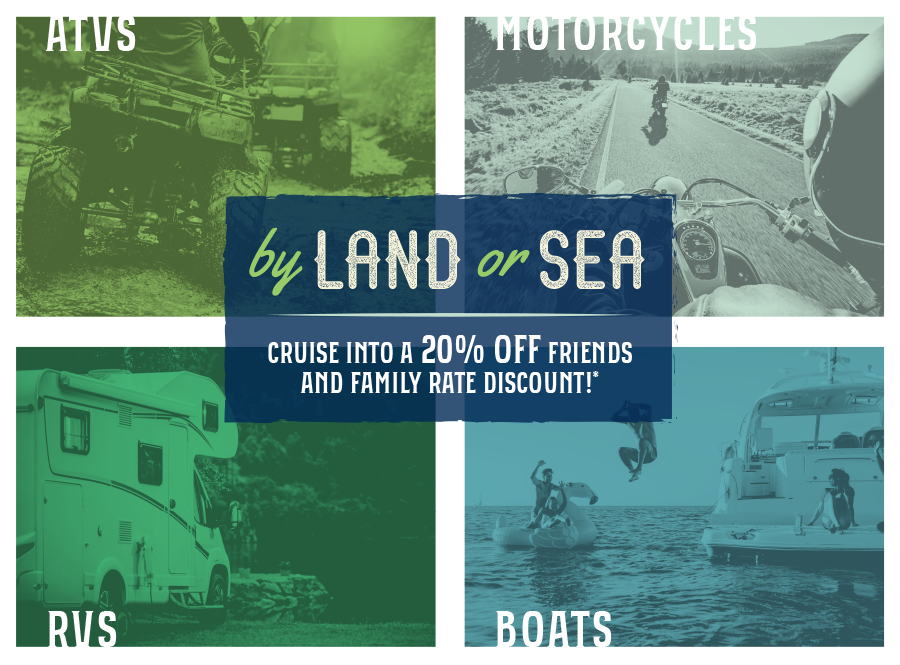 ATVS
MOTORCYCLES
by LAND or SEA
CRUISE INTO A 20% OFF FRIENDS
AND FAMILY RATE DISCOUNT!*
RVS
BOATS